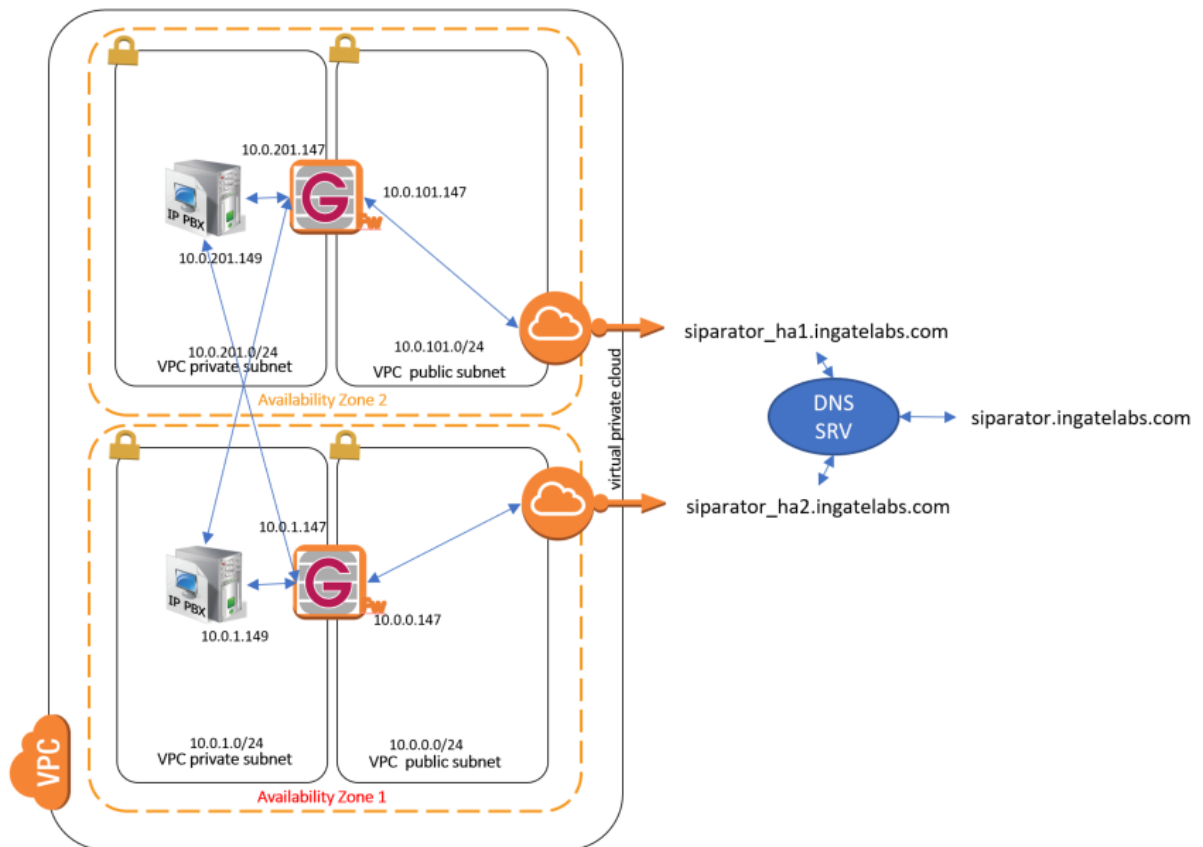 10.0.201.147
IP PBX
G
Fw
10.0.101.147
10.0.201.149
10.0.201.0/24
VPC private subnet
10.0.101.0/24
VPC public subnet
Availability Zone 2
virtual private cloud
siparator_ha1.ingatelabs.com
DNS
SRV
siparator.ingatelabs.com
siparator_ha2.ingatelabs.com
10.0.1.147
IP PBX
G
Fw
10.0.0.147
10.0.1.149
10.0.1.0/24
VPC private subnet
10.0.0.0/24
VPC public subnet
Availability Zone 1
VPC